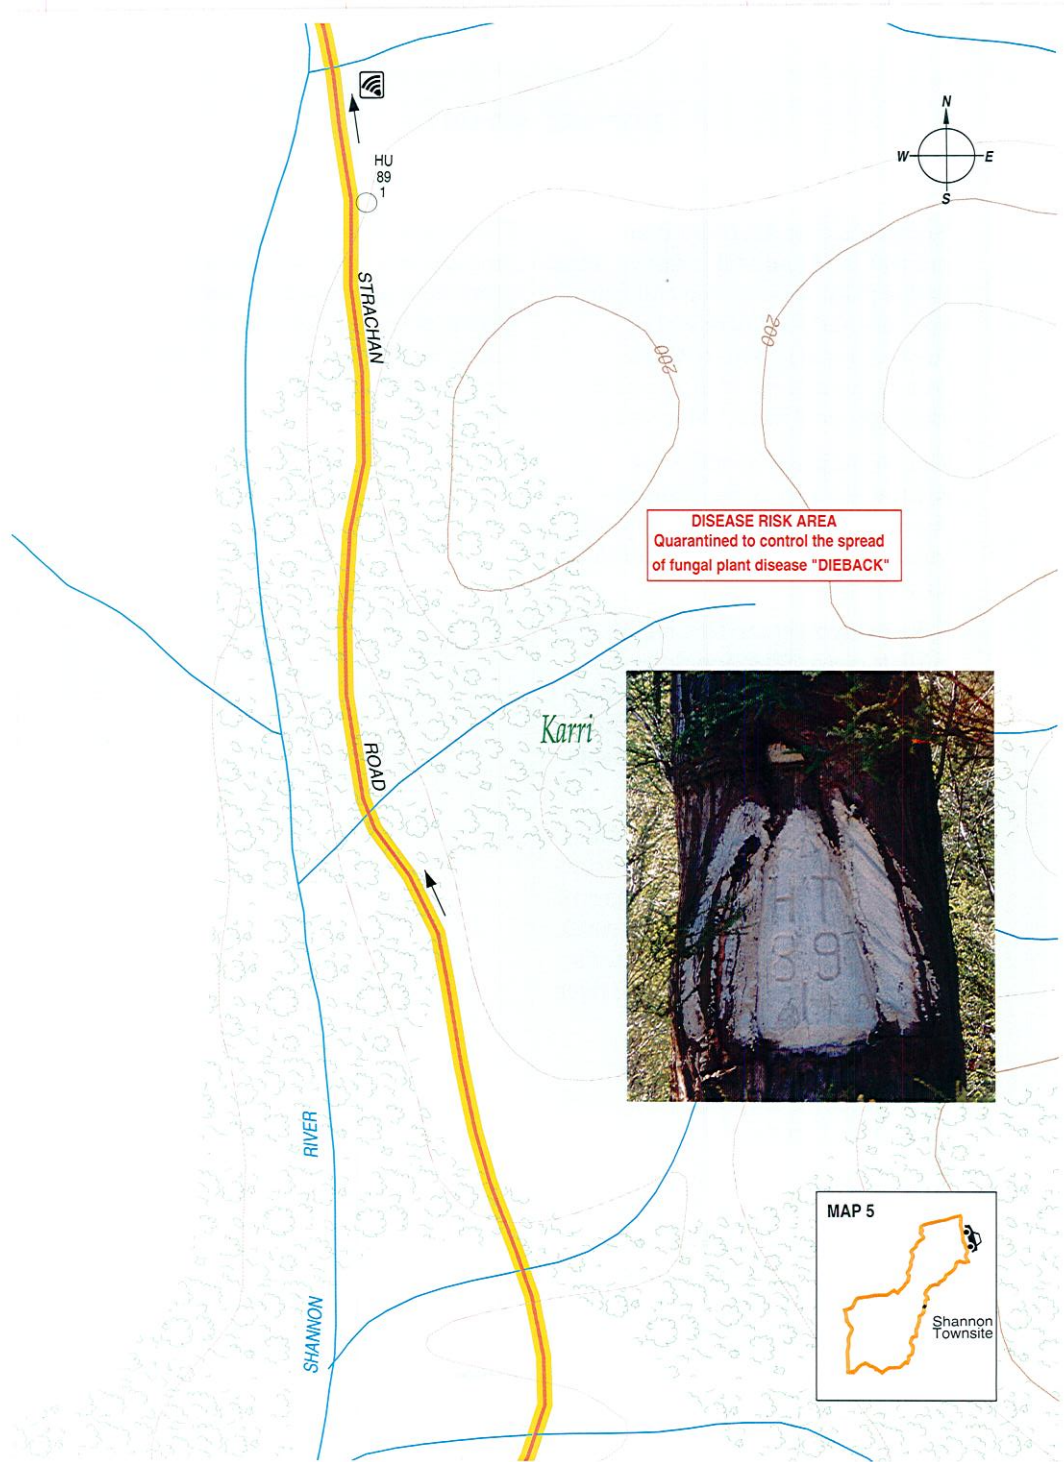 N
W
E
S
HU
89
1
STRACHAN
200
200
DISEASE RISK AREA
Quarantined to control the spread
of fungal plant disease "DIEBACK"
Karri
ROAD
HT
89
RIVER
MAP 5
Shannon
Townsite
SHANNON